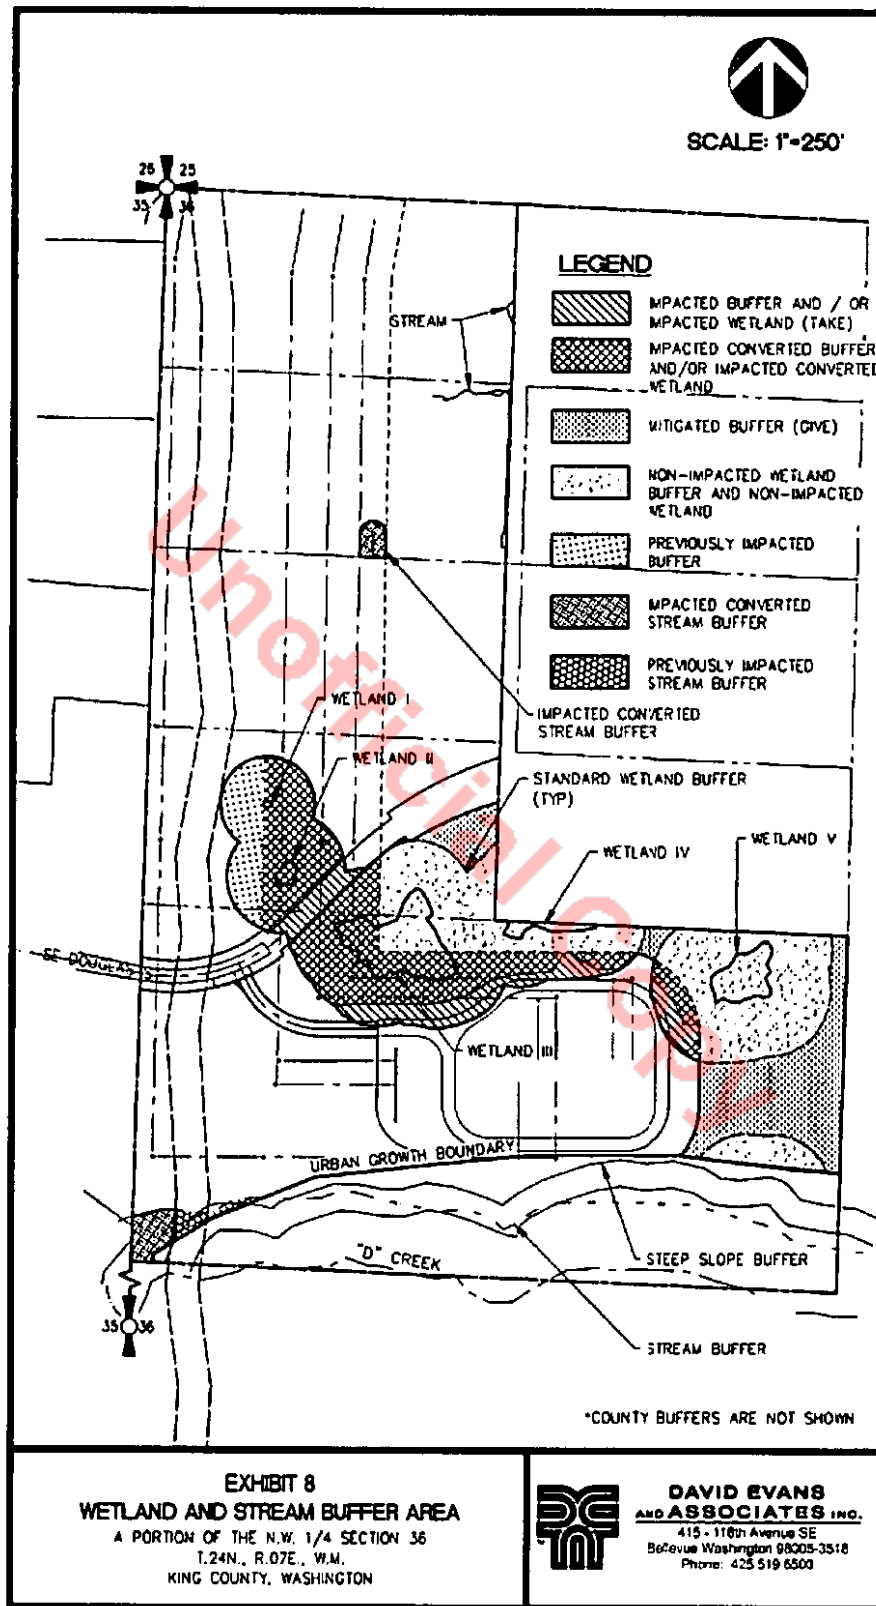 SCALE: 1"=250'
26 25
35 36
LEGEND
IMPACTED BUFFER AND / OR
IMPACTED WETLAND (TAKE)
IMPACTED CONVERTED BUFFER
AND/OR IMPACTED CONVERTED
WETLAND
MITIGATED BUFFER (GIVE)
NON-IMPACTED WETLAND
BUFFER AND NON-IMPACTED
WETLAND
PREVIOUSLY IMPACTED
BUFFER
IMPACTED CONVERTED
STREAM BUFFER
PREVIOUSLY IMPACTED
STREAM BUFFER
STREAM
IMPACTED CONVERTED
STREAM BUFFER
WETLAND I
WETLAND II
STANDARD WETLAND BUFFER
(TYP)
WETLAND IV
WETLAND V
SE DOUGLAS
WETLAND III
URBAN GROWTH BOUNDARY
"D" CREEK
STEEP SLOPE BUFFER
35 36
STREAM BUFFER
*COUNTY BUFFERS ARE NOT SHOWN
Unofficial Copy
EXHIBIT 8
WETLAND AND STREAM BUFFER AREA
A PORTION OF THE N.W. 1/4 SECTION 36
T.24N., R.07E., W.M.
KING COUNTY, WASHINGTON
DAVID EVANS
AND ASSOCIATES INC.
415 - 118th Avenue SE
Bellevue Washington 98005-3518
Phone: 425 519 6500